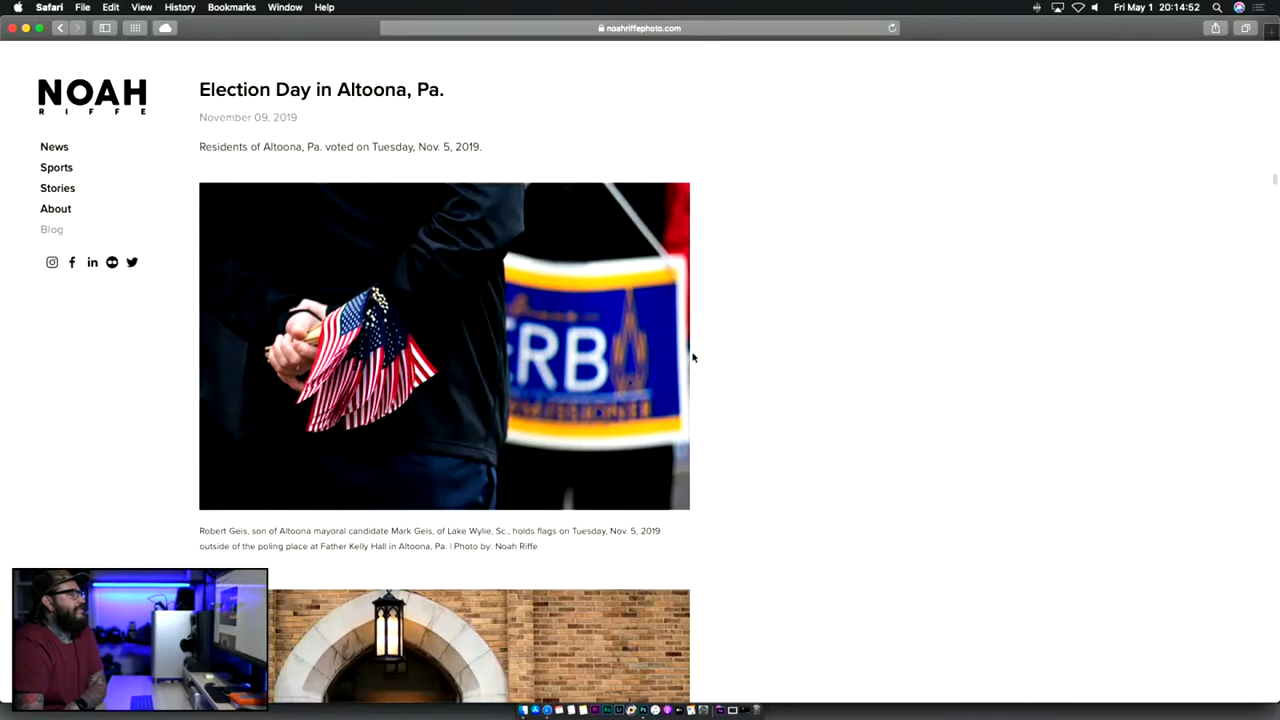 Safari File Edit View History Bookmarks Window Help
Fri May 1 20:14:52
noahriffephoto.com
NOAH
RIFFE
News
Sports
Stories
About
Blog
Election Day in Altoona, Pa.
November 09, 2019
Residents of Altoona, Pa. voted on Tuesday, Nov. 5, 2019.
ERB
Robert Geis, son of Altoona mayoral candidate Mark Geis, of Lake Wylie, Sc., holds flags on Tuesday, Nov. 5, 2019
outside of the poling place at Father Kelly Hall in Altoona, Pa. | Photo by: Noah Riffe